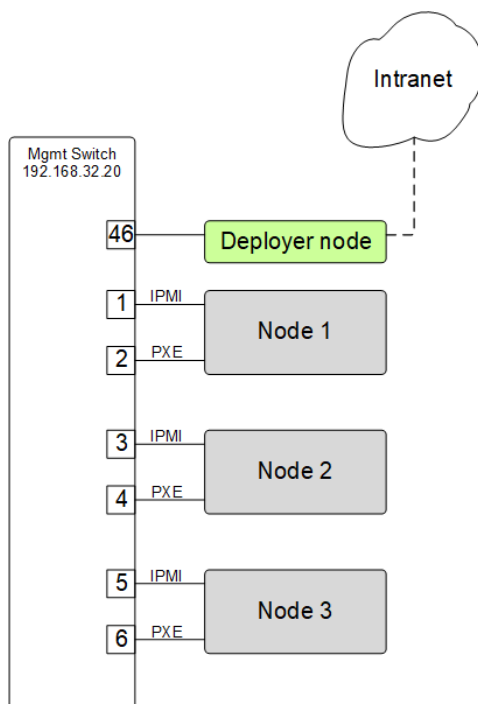 Intranet
Mgmt Switch
192.168.32.20
46
Deployer node
1
IPMI
Node 1
2
PXE
3
IPMI
Node 2
4
PXE
5
IPMI
Node 3
6
PXE